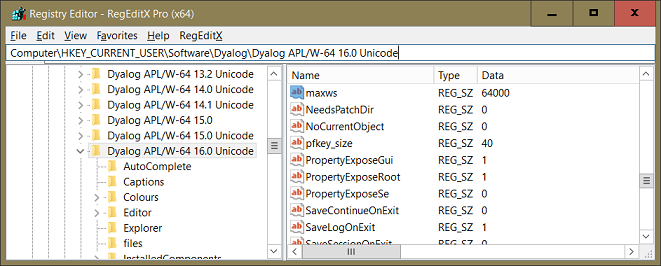 Registry Editor - RegEditX Pro (x64)
File Edit View Favorites Help RegEditX
Computer\HKEY_CURRENT_USER\Software\Dyalog\Dyalog APL/W-64 16.0 Unicode
Dyalog APL/W-64 13.2 Unicode
Dyalog APL/W-64 14.0 Unicode
Dyalog APL/W-64 14.1 Unicode
Dyalog APL/W-64 15.0
Dyalog APL/W-64 15.0 Unicode
Dyalog APL/W-64 16.0 Unicode
AutoComplete
Captions
Colours
Editor
Explorer
files
InstalledComponents
Name Type Data
maxws REG_SZ 64000
NeedsPatchDir REG_SZ 0
NoCurrentObject REG_SZ 0
pfkey_size REG_SZ 40
PropertyExposeGui REG_SZ 1
PropertyExposeRoot REG_SZ 1
PropertyExposeSe REG_SZ 0
SaveContinueOnExit REG_SZ 0
SaveLogOnExit REG_SZ 1
SaveSessionOnExit REG_SZ 0